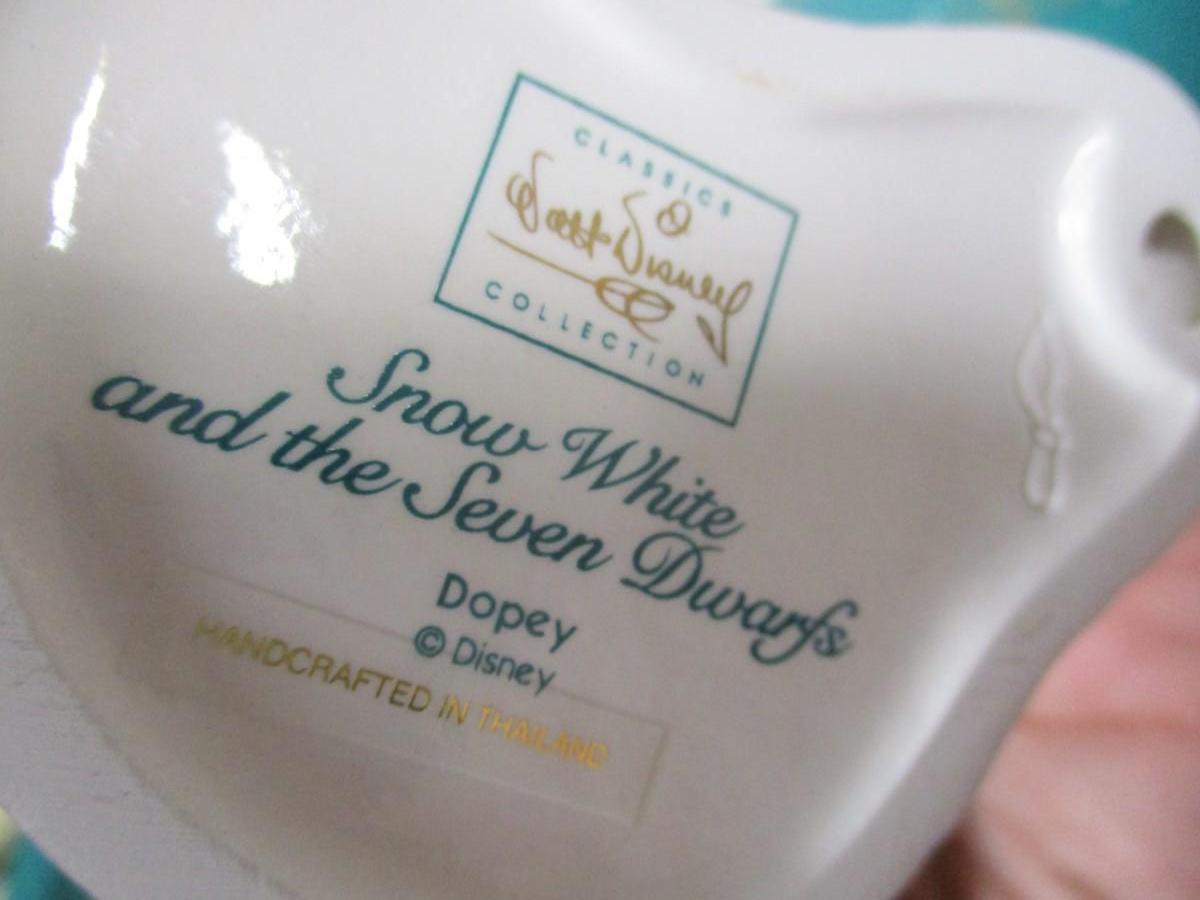 CLASSICS
Walt Disney
COLLECTION
Snow White
and the Seven Dwarfs
Dopey
© Disney
HANDCRAFTED IN THAILAND